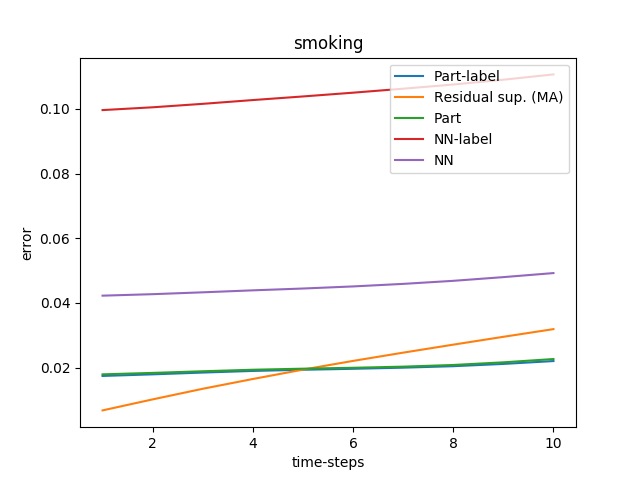 smoking
Part-label
Residual sup. (MA)
Part
NN-label
NN
error
0.10
0.08
0.06
0.04
0.02
2
4
6
8
10
time-steps